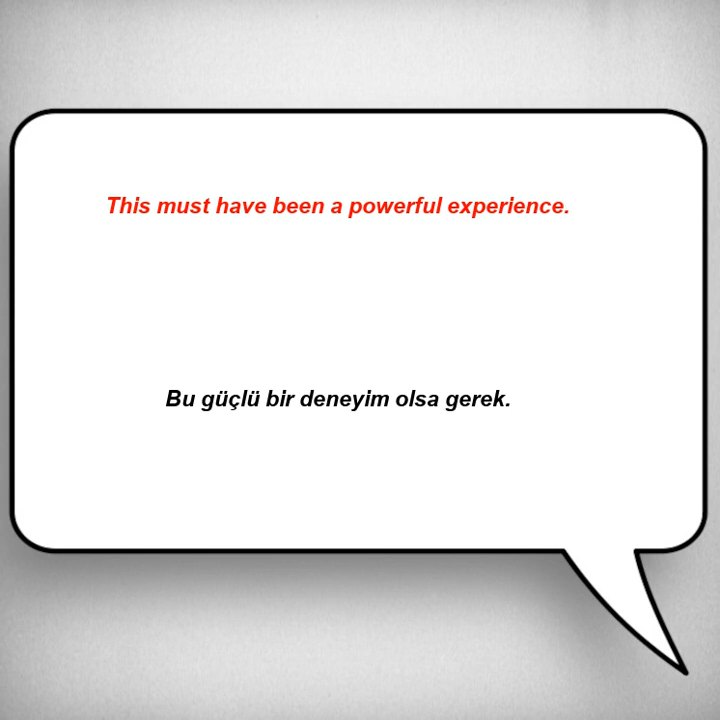 This must have been a powerful experience.
Bu güçlü bir deneyim olsa gerek.